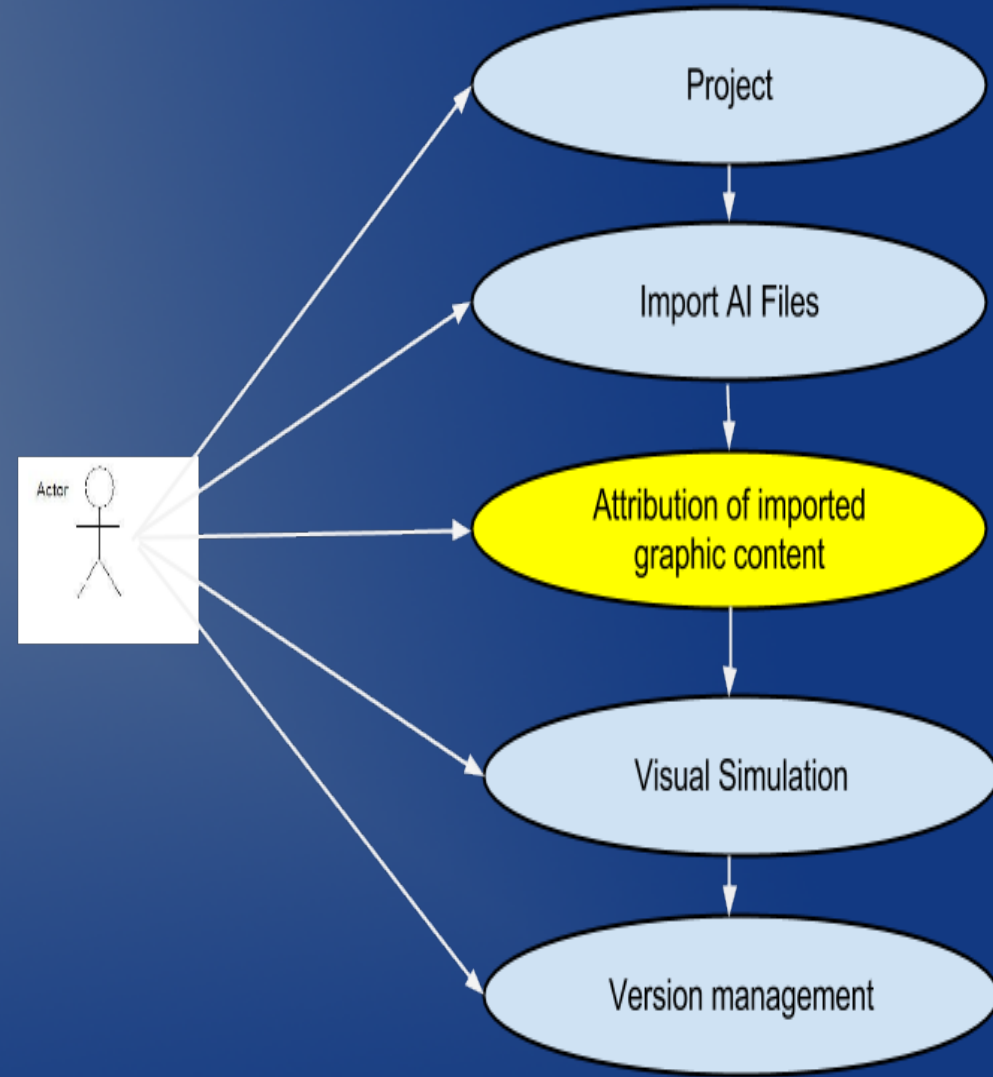 Project
Import AI Files
Actor
Attribution of imported
graphic content
Visual Simulation
Version management